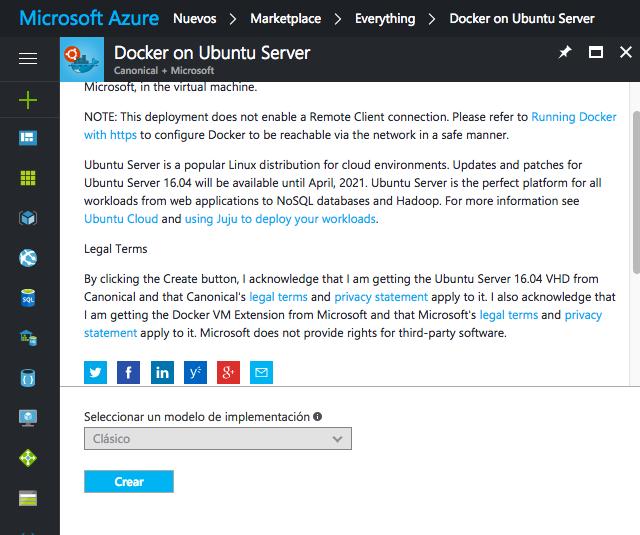 Microsoft Azure Nuevos > Marketplace > Everything > Docker on Ubuntu Server
Docker on Ubuntu Server
Canonical + Microsoft
Microsoft, in the virtual machine.
NOTE: This deployment does not enable a Remote Client connection. Please refer to Running Docker
with https to configure Docker to be reachable via the network in a safe manner.
Ubuntu Server is a popular Linux distribution for cloud environments. Updates and patches for
Ubuntu Server 16.04 will be available until April, 2021. Ubuntu Server is the perfect platform for all
workloads from web applications to NoSQL databases and Hadoop. For more information see
Ubuntu Cloud and using Juju to deploy your workloads.
Legal Terms
By clicking the Create button, I acknowledge that I am getting the Ubuntu Server 16.04 VHD from
Canonical and that Canonical's legal terms and privacy statement apply to it. I also acknowledge that
I am getting the Docker VM Extension from Microsoft and that Microsoft's legal terms and privacy
statement apply to it. Microsoft does not provide rights for third-party software.
SQL
Seleccionar un modelo de implementación
Clásico
Crear